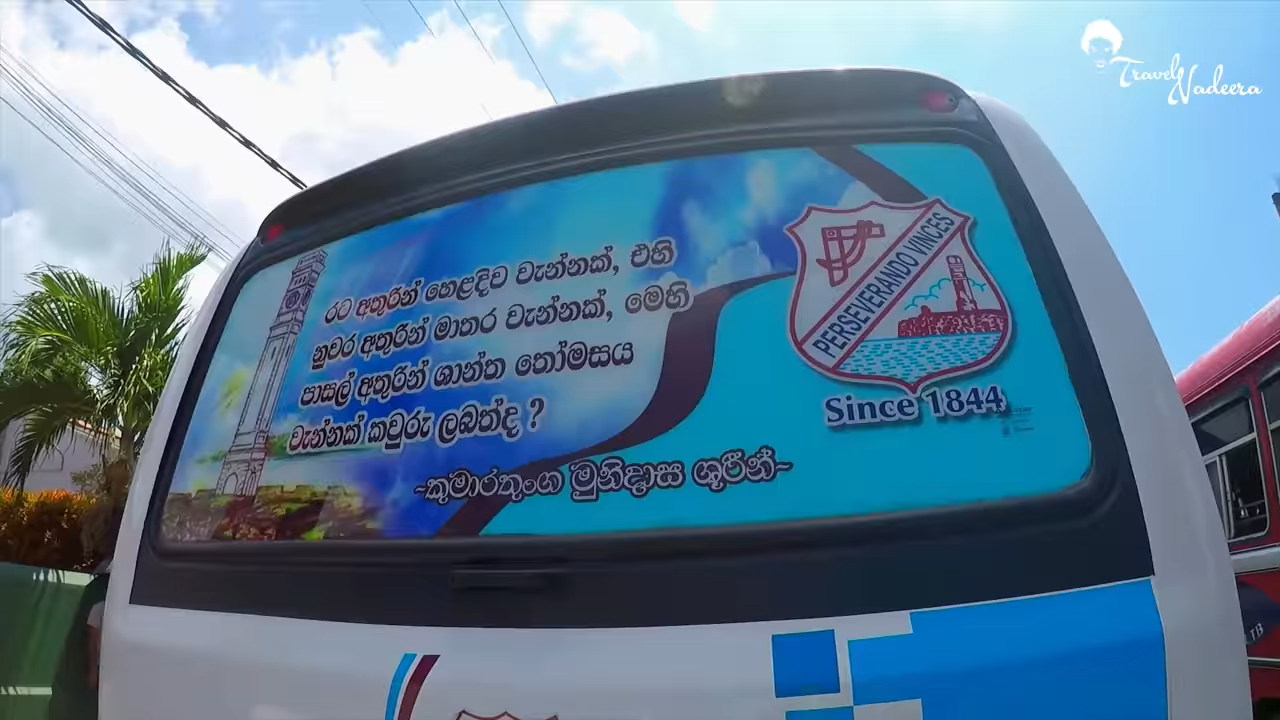 Travel
Nadeera
රට අතුරින් හෙළදිව වැන්නක්, එහි
නුවර අතුරින් මාතර වැන්නක්, මෙහි
පාසල් අතුරින් ශාන්ත තෝමසය
වැන්නක් කවුරු ලබත්ද ?
~කුමාරතුංග මුනිදාස ශූරීන්~
PERSEVERANDO VINCES
Since 1844
LTB